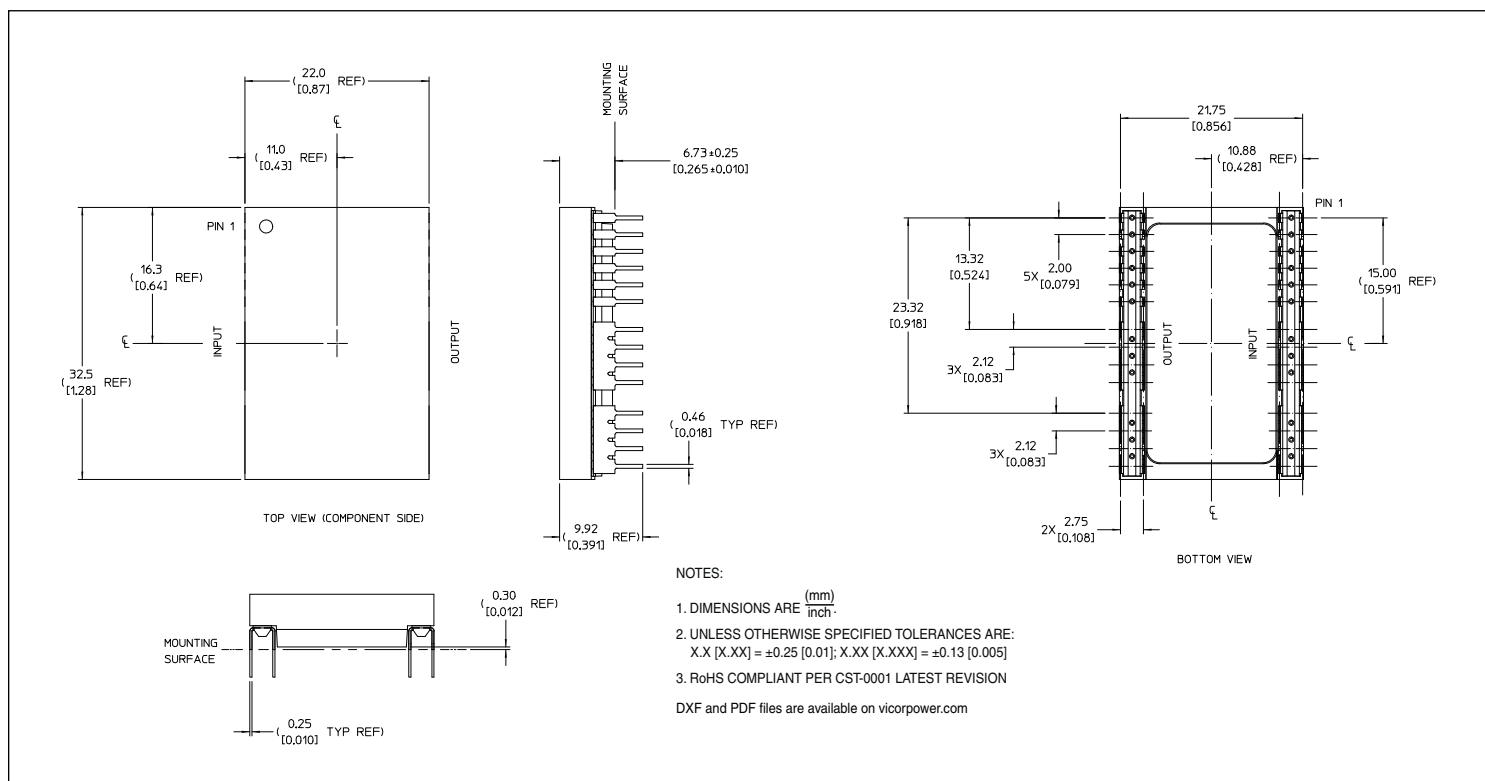 22.0
( REF)
[0.87]
℄
11.0
( REF)
[0.43]
PIN 1
16.3
( REF)
[0.64]
℄
INPUT
OUTPUT
32.5
( REF)
[1.28]
TOP VIEW (COMPONENT SIDE)
MOUNTING
SURFACE
6.73±0.25
[0.265±0.010]
0.46
( TYP REF)
[0.018]
9.92
( REF)
[0.391]
21.75
[0.856]
10.88
( REF)
[0.428]
PIN 1
13.32
[0.524]
5X 2.00
[0.079]
15.00
( REF)
[0.591]
23.32
[0.918]
OUTPUT
INPUT
℄
3X 2.12
[0.083]
3X 2.12
[0.083]
2X 2.75
[0.108]
℄
BOTTOM VIEW
0.30
( REF)
[0.012]
MOUNTING
SURFACE
0.25
( TYP REF)
[0.010]
NOTES:
1. DIMENSIONS ARE (mm)
inch.
2. UNLESS OTHERWISE SPECIFIED TOLERANCES ARE:
X.X [X.XX] = ±0.25 [0.01]; X.XX [X.XXX] = ±0.13 [0.005]
3. RoHS COMPLIANT PER CST-0001 LATEST REVISION
DXF and PDF files are available on vicorpower.com